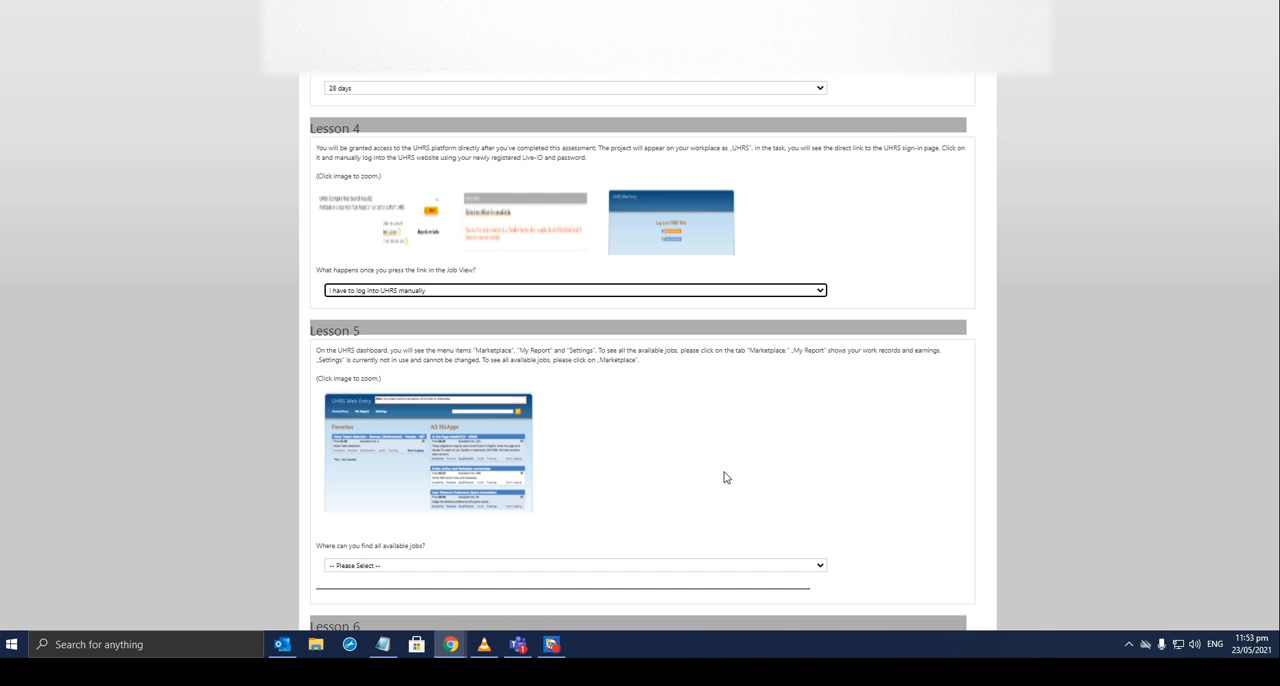 28 days
Lesson 4
You will be granted access to the UHRS platform directly after you've completed this assessment. The project will appear on your workplace as „UHRS". In the task, you will see the direct link to the UHRS sign-in page. Click on
it and manually log into the UHRS website using your newly registered Live-ID and password.
(Click image to zoom.)
UHRS Web Entry
What happens once you press the link in the Job View?
I have to log into UHRS manually
Lesson 5
On the UHRS dashboard, you will see the menu items "Marketplace", "My Report" and "Settings". To see all the available jobs, please click on the tab "Marketplace." „My Report" shows your work records and earnings.
„Settings" is currently not in use and cannot be changed. To see all available jobs, please click on „Marketplace".
(Click image to zoom.)
UHRS Web Entry
Marketplace My Report Settings
Favorites All HitApps
Where can you find all available jobs?
-- Please Select --
Lesson 6
Search for anything
1
ENG
11:53 pm
23/05/2021